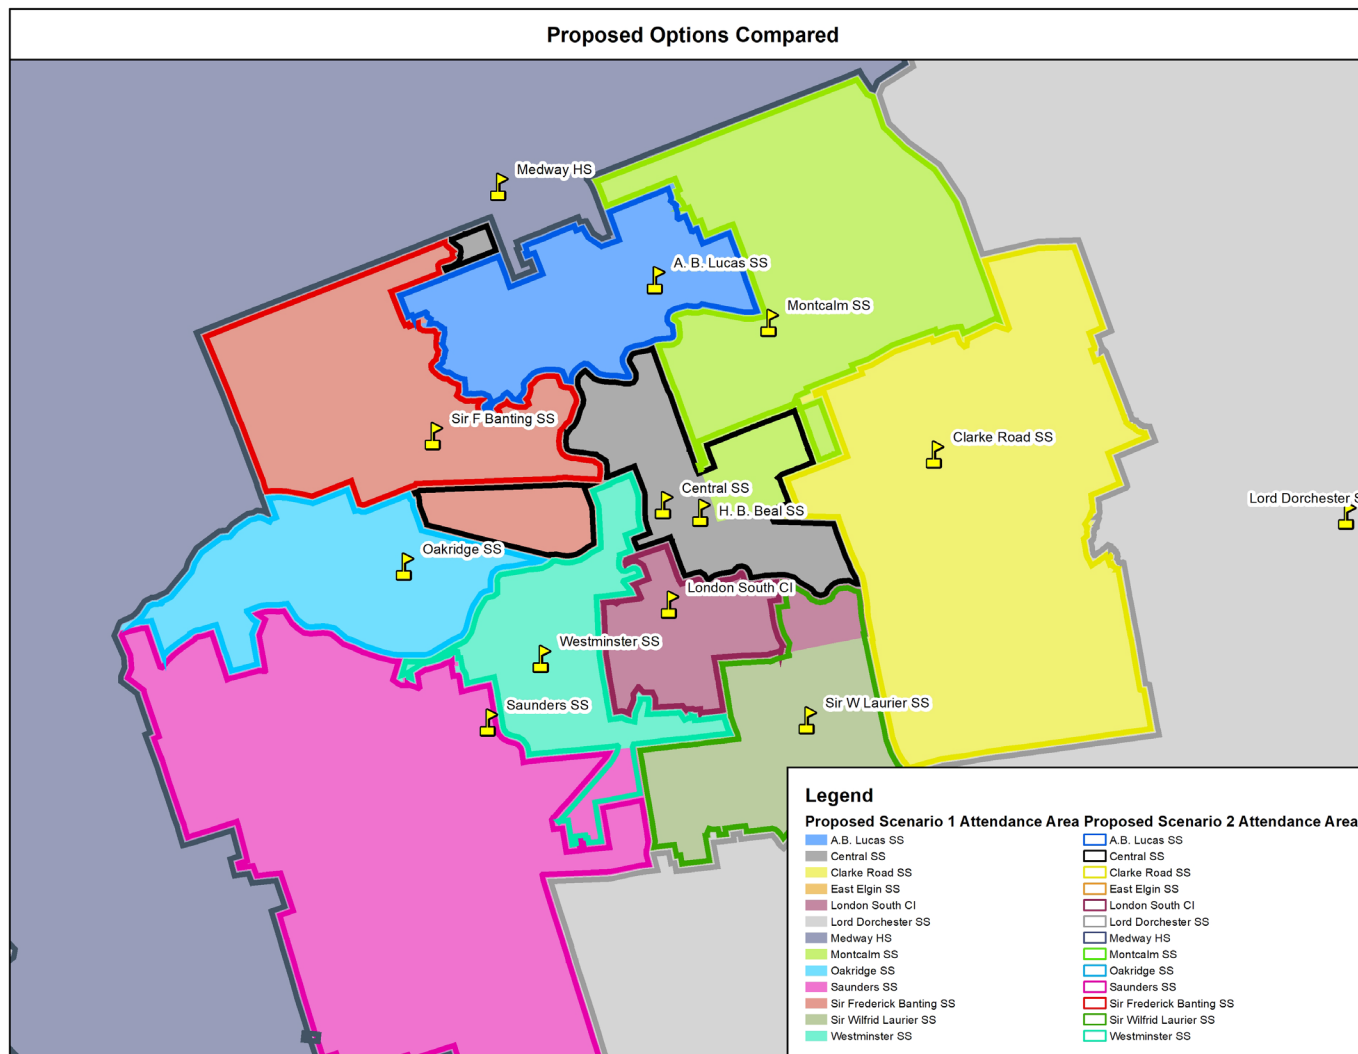 Proposed Options Compared
Medway HS
A. B. Lucas SS
Montcalm SS
Sir F Banting SS
Clarke Road SS
Central SS
H. B. Beal SS
Lord Dorchester S
Oakridge SS
London South CI
Westminster SS
Saunders SS
Sir W Laurier SS
Legend
Proposed Scenario 1 Attendance Area Proposed Scenario 2 Attendance Area
A.B. Lucas SS A.B. Lucas SS
Central SS Central SS
Clarke Road SS Clarke Road SS
East Elgin SS East Elgin SS
London South CI London South CI
Lord Dorchester SS Lord Dorchester SS
Medway HS Medway HS
Montcalm SS Montcalm SS
Oakridge SS Oakridge SS
Saunders SS Saunders SS
Sir Frederick Banting SS Sir Frederick Banting SS
Sir Wilfrid Laurier SS Sir Wilfrid Laurier SS
Westminster SS Westminster SS